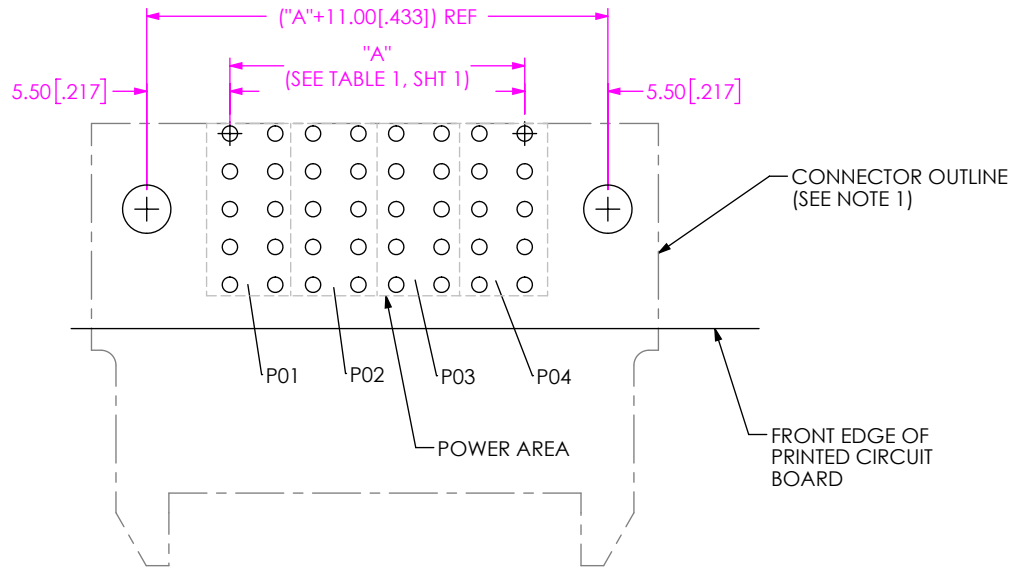 ("A"+11.00[.433]) REF
"A"
(SEE TABLE 1, SHT 1)
5.50[.217]
5.50[.217]
CONNECTOR OUTLINE
(SEE NOTE 1)
P01
P02
P03
P04
POWER AREA
FRONT EDGE OF
PRINTED CIRCUIT
BOARD